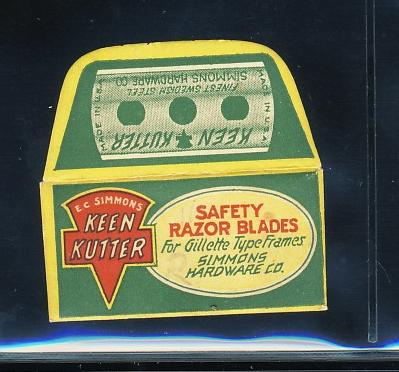 MADE IN U.S.A.
KEEN KUTTER
FINEST SWEDISH STEEL
SIMMONS HARDWARE CO.
MADE IN U.S.A.
E C SIMMONS
KEEN
KUTTER
SAFETY
RAZOR BLADES
For Gillette Type Frames
SIMMONS
HARDWARE CO.